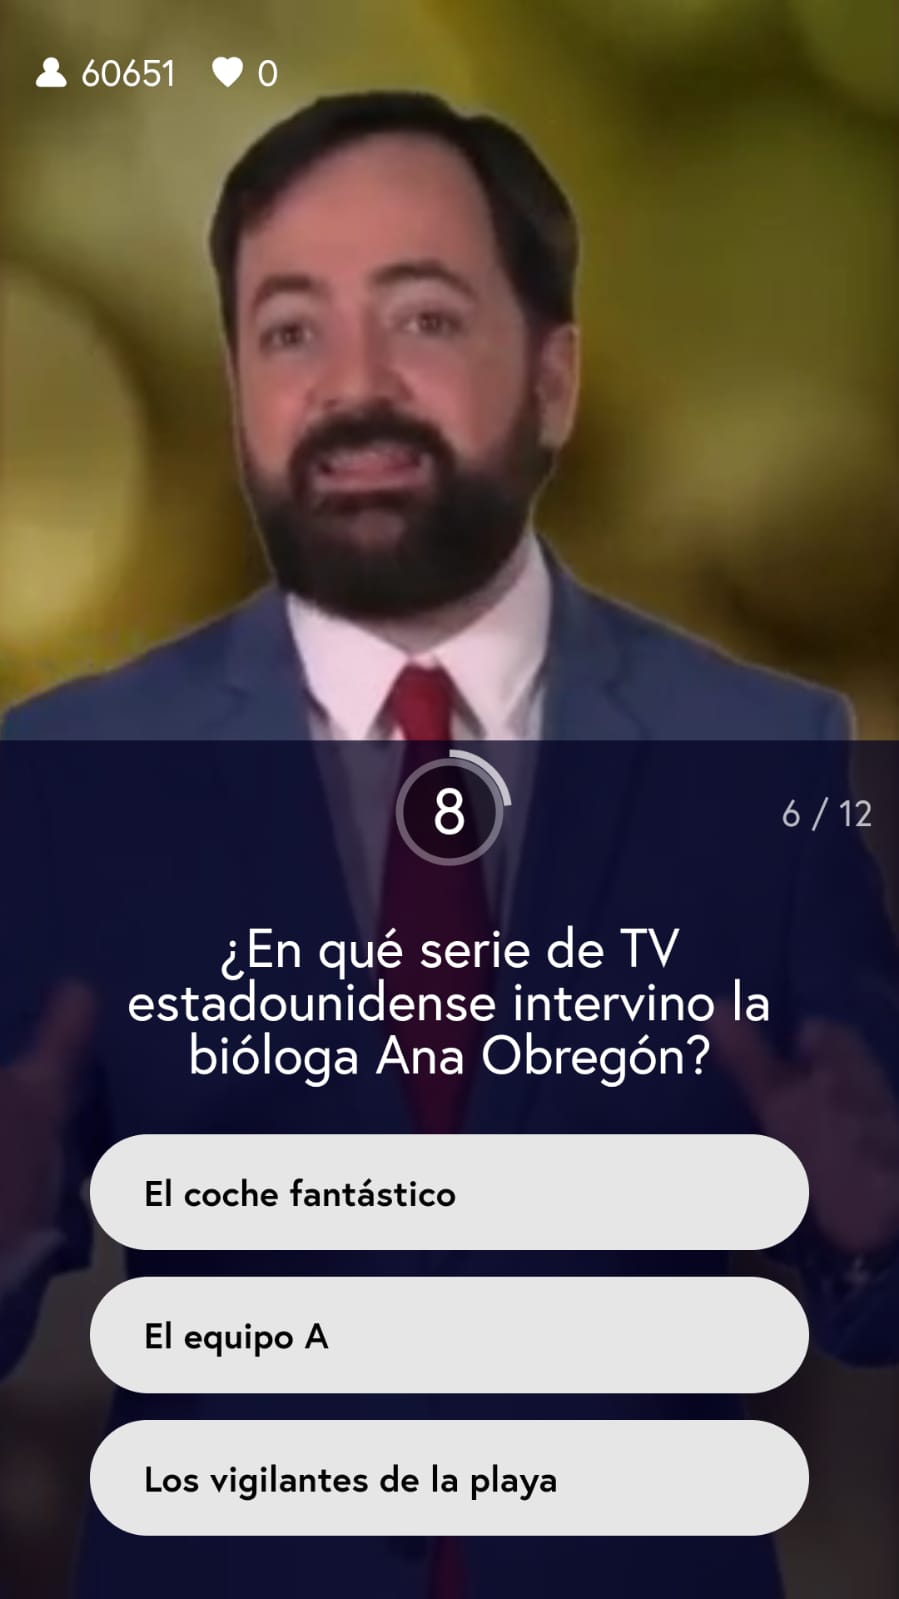 60651 0
8
6 / 12
¿En qué serie de TV
estadounidense intervino la
bióloga Ana Obregón?
El coche fantástico
El equipo A
Los vigilantes de la playa